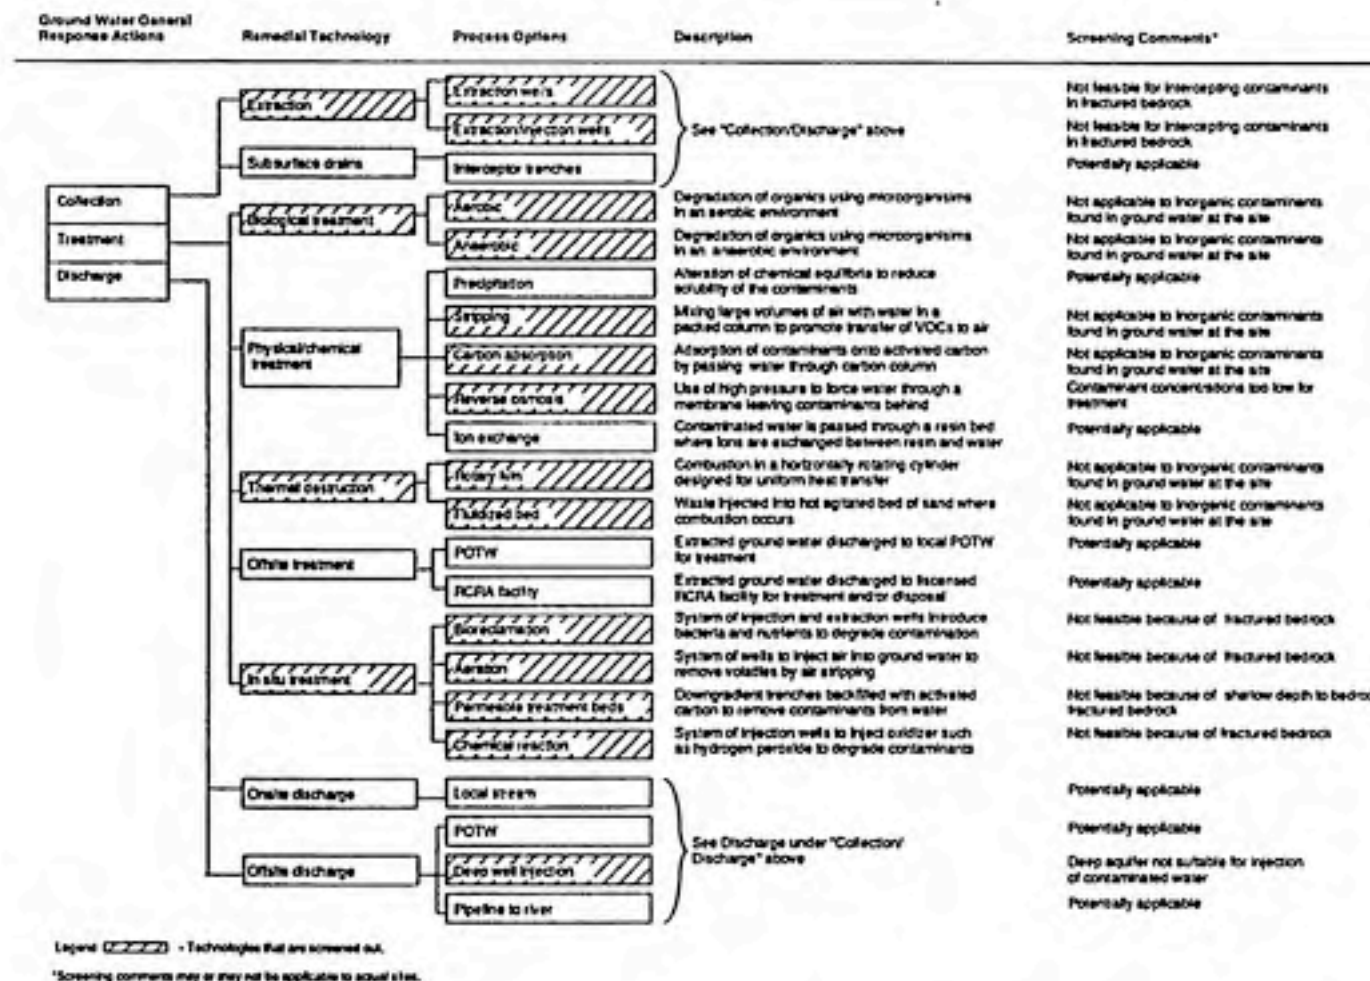 Ground Water General
Response Actions
Remedial Technology
Process Options
Description
Screening Comments*
Collection
Treatment
Discharge
Extraction
Extraction wells
Not feasible for intercepting contaminants
in fractured bedrock
Extraction/injection wells
See "Collection/Discharge" above
Not feasible for intercepting contaminants
in fractured bedrock
Subsurface drains
Interceptor trenches
Potentially applicable
Biological treatment
Aerobic
Degradation of organics using microorganisims
in an aerobic environment
Not applicable to inorganic contaminants
found in ground water at the site
Anaerobic
Degradation of organics using microorganisims
in an anaerobic environment
Not applicable to inorganic contaminants
found in ground water at the site
Physical/chemical
treatment
Precipitation
Alteration of chemical equilibria to reduce
solubility of the contaminants
Potentially applicable
Stripping
Mixing large volumes of air with water in a
packed column to promote transfer of VOCs to air
Not applicable to inorganic contaminants
found in ground water at the site
Carbon absorption
Adsorption of contaminants onto activated carbon
by passing water through carbon column
Not applicable to inorganic contaminants
found in ground water at the site
Reverse osmosis
Use of high pressure to force water through a
membrane leaving contaminants behind
Contaminant concentrations too low for
treatment
Ion exchange
Contaminated water is passed through a resin bed
where ions are exchanged between resin and water
Potentially applicable
Thermal destruction
Rotary kiln
Combustion in a horizontally rotating cylinder
designed for uniform heat transfer
Not applicable to inorganic contaminants
found in ground water at the site
Fluidized bed
Waste injected into hot agitated bed of sand where
combustion occurs
Not applicable to inorganic contaminants
found in ground water at the site
Offsite treatment
POTW
Extracted ground water discharged to local POTW
for treatment
Potentially applicable
RCRA facility
Extracted ground water discharged to liscensed
RCRA facility for treatment and/or disposal
Potentially applicable
In situ treatment
Bioreclamation
System of injection and extraction wells introduce
bacteria and nutrients to degrade contamination
Not feasible because of fractured bedrock
Aeration
System of wells to inject air into ground water to
remove volatiles by air stripping
Not feasible because of fractured bedrock
Permeable treatment beds
Downgradient trenches backfilled with activated
carbon to remove contaminants from water
Not feasible because of shallow depth to bedroc
fractured bedrock
Chemical reaction
System of injection wells to inject oxidizer such
as hydrogen peroxide to degrade contaminants
Not feasible because of fractured bedrock
Onsite discharge
Local stream
Potentially applicable
Offsite discharge
POTW
See Discharge under "Collection/
Discharge" above
Potentially applicable
Deep well injection
Deep aquifer not suitable for injection
of contaminated water
Pipeline to river
Potentially applicable
Legend - Technologies that are screened out.
*Screening comments may or may not be applicable to actual sites.